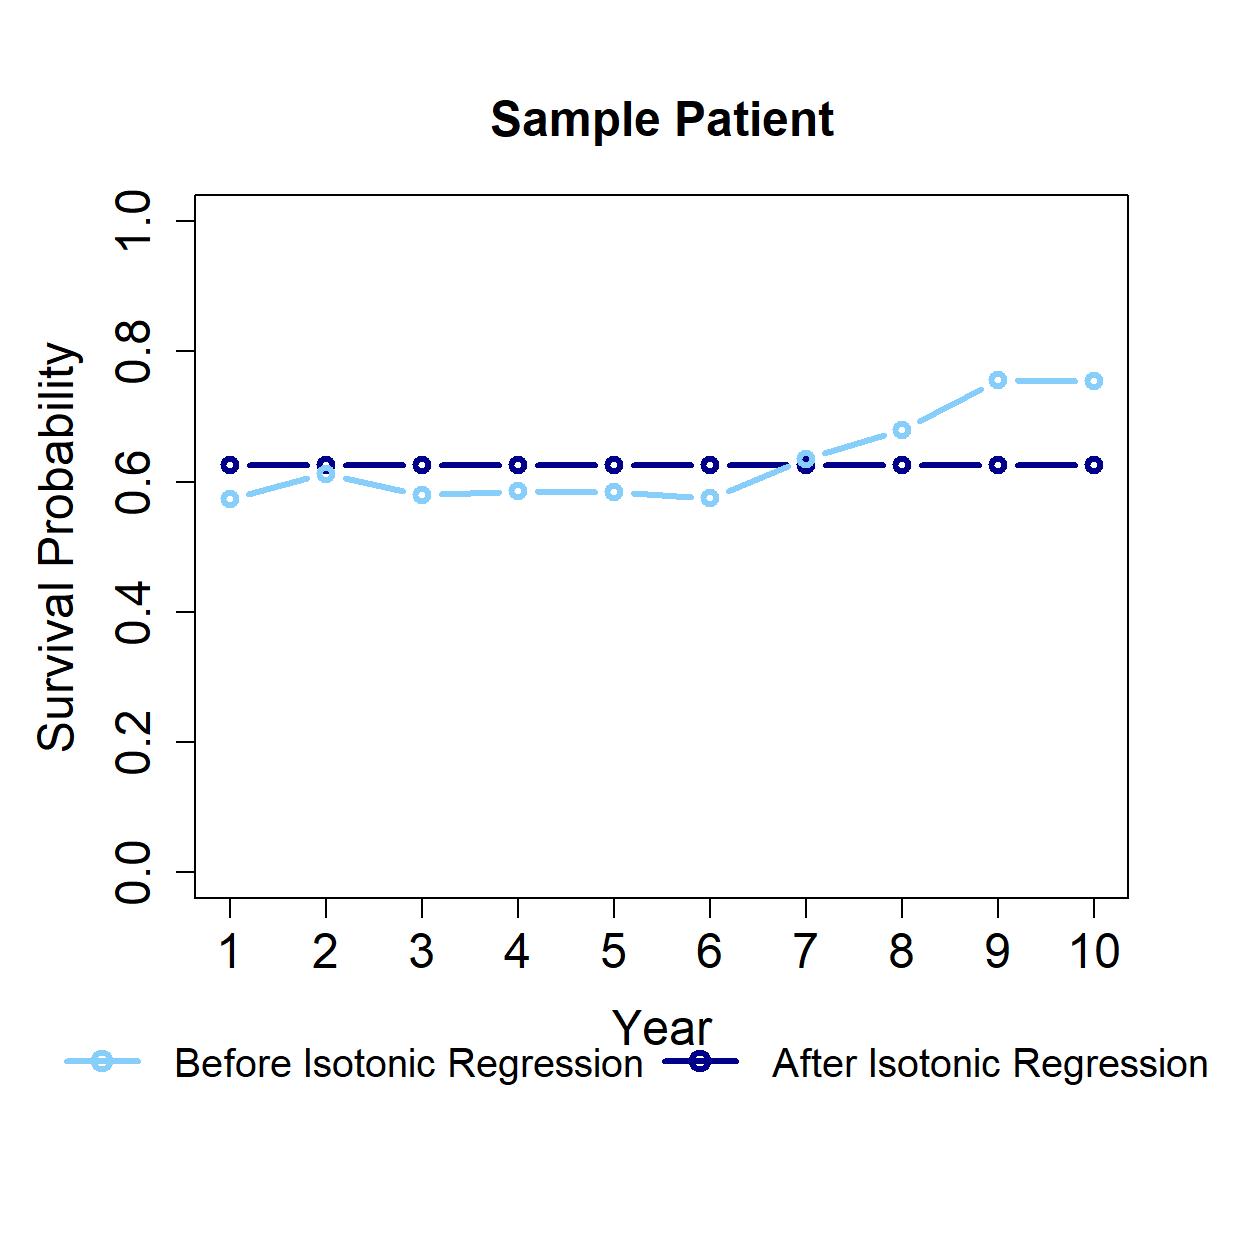 Sample Patient
Survival Probability
1.0
0.8
0.6
0.4
0.2
0.0
1 2 3 4 5 6 7 8 9 10
Year
Before Isotonic Regression After Isotonic Regression